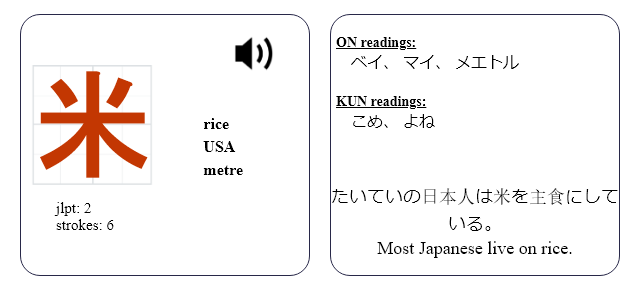 米
rice
USA
metre
jlpt: 2
strokes: 6
ON readings:
ベイ、 マイ、 メエトル
KUN readings:
こめ、 よね
たいていの日本人は米を主食にして
いる。
Most Japanese live on rice.